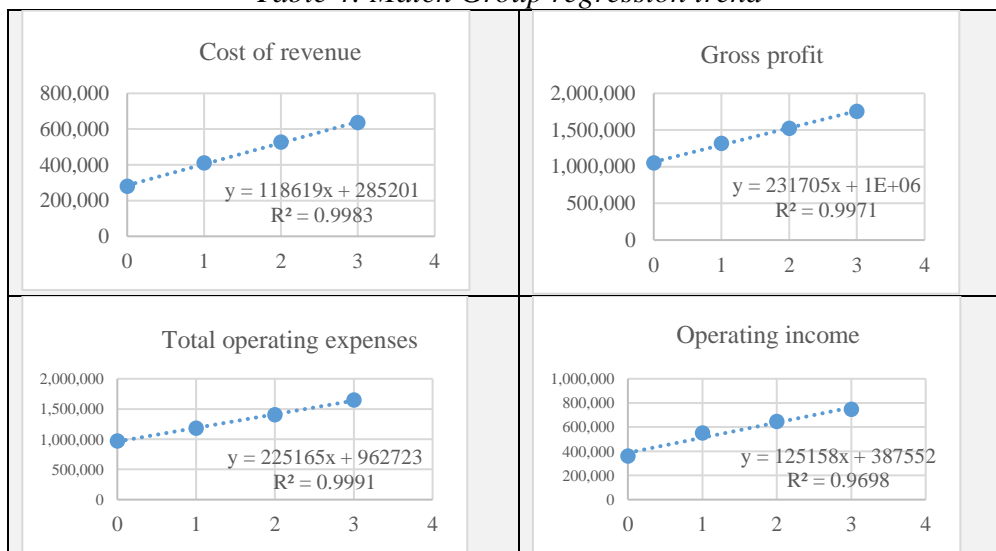 Table Match Group regression trend
Cost of revenue
800,000
600,000
400,000
200,000
0
y = 118619x + 285201
R² = 0.9983
0 1 2 3 4
Gross profit
2,000,000
1,500,000
1,000,000
500,000
0
y = 231705x + 1E+06
R² = 0.9971
0 1 2 3 4
Total operating expenses
2,000,000
1,500,000
1,000,000
500,000
0
y = 225165x + 962723
R² = 0.9991
0 1 2 3 4
Operating income
1,000,000
800,000
600,000
400,000
200,000
0
y = 125158x + 387552
R² = 0.9698
0 1 2 3 4